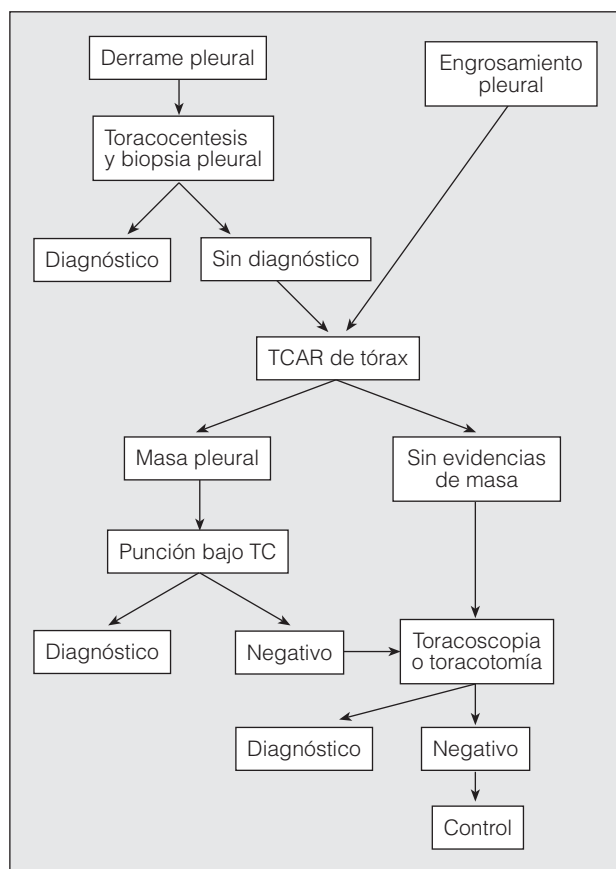 Derrame pleural
Engrosamiento
pleural
Toracocentesis
y biopsia pleural
Diagnóstico
Sin diagnóstico
TCAR de tórax
Masa pleural
Sin evidencias
de masa
Punción bajo TC
Diagnóstico
Negativo
Toracoscopia
o toracotomía
Diagnóstico
Negativo
Control